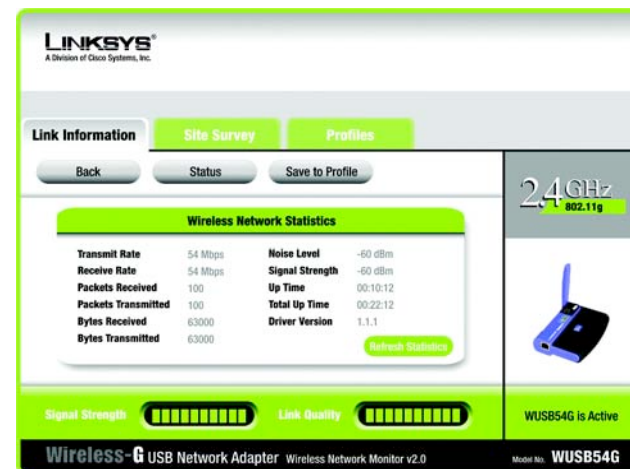 LINKSYS®
A Division of Cisco Systems, Inc.
Link Information Site Survey Profiles
Back Status Save to Profile
2.4GHz
802.11g
Wireless Network Statistics
Transmit Rate 54 Mbps Noise Level -60 dBm
Receive Rate 54 Mbps Signal Strength -60 dBm
Packets Received 100 Up Time 00:10:12
Packets Transmitted 100 Total Up Time 00:22:12
Bytes Received 63000 Driver Version 1.1.1
Bytes Transmitted 63000
Refresh Statistics
Signal Strength Link Quality WUSB54G is Active
Wireless-G USB Network Adapter Wireless Network Monitor v2.0 Model No. WUSB54G